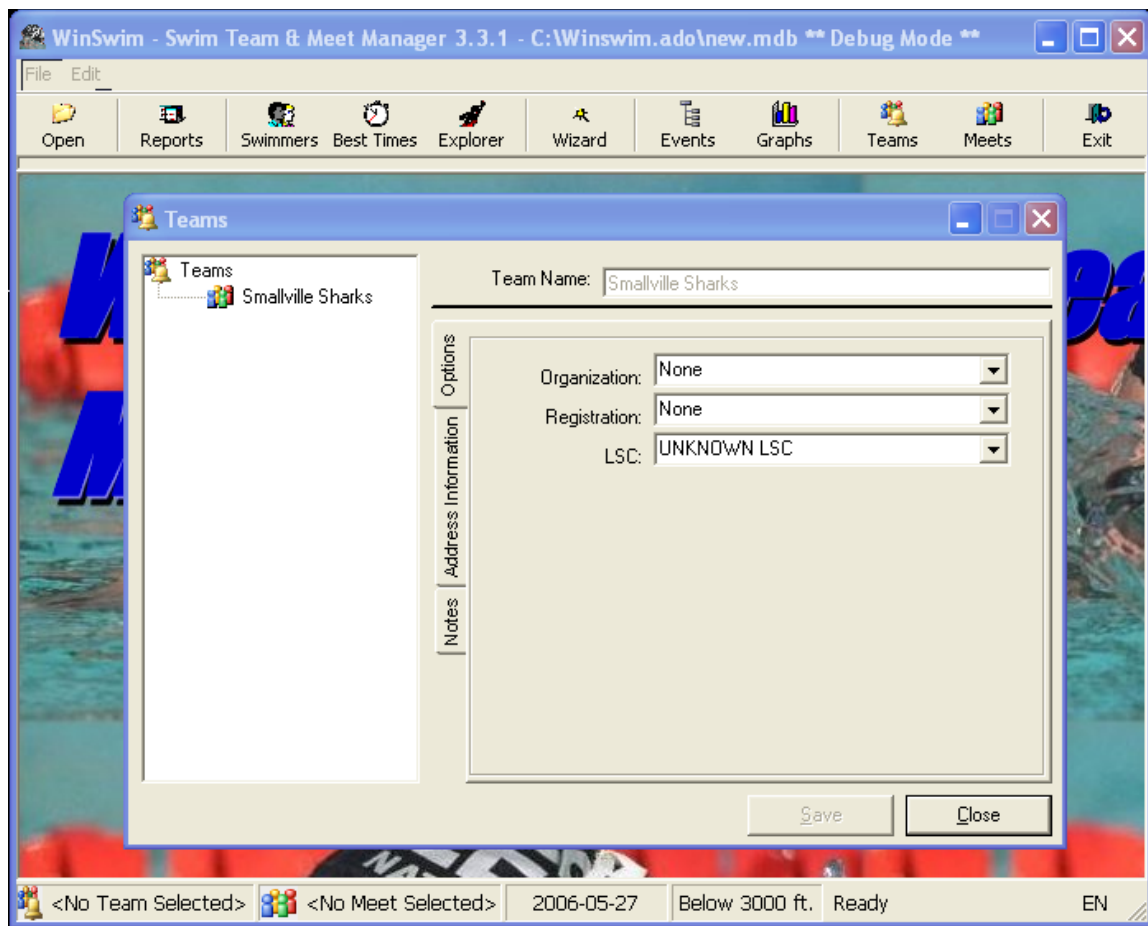 WinSwim - Swim Team & Meet Manager 3.3.1 - C:\Winswim.ado\new.mdb ** Debug Mode **
File Edit
Open Reports Swimmers Best Times Explorer Wizard Events Graphs Teams Meets Exit
Teams
Teams
Smallville Sharks
Team Name: Smallville Sharks
Options
Address Information
Notes
Organization: None
Registration: None
LSC: UNKNOWN LSC
Save Close
<No Team Selected> <No Meet Selected> 2006-05-27 Below 3000 ft. Ready EN